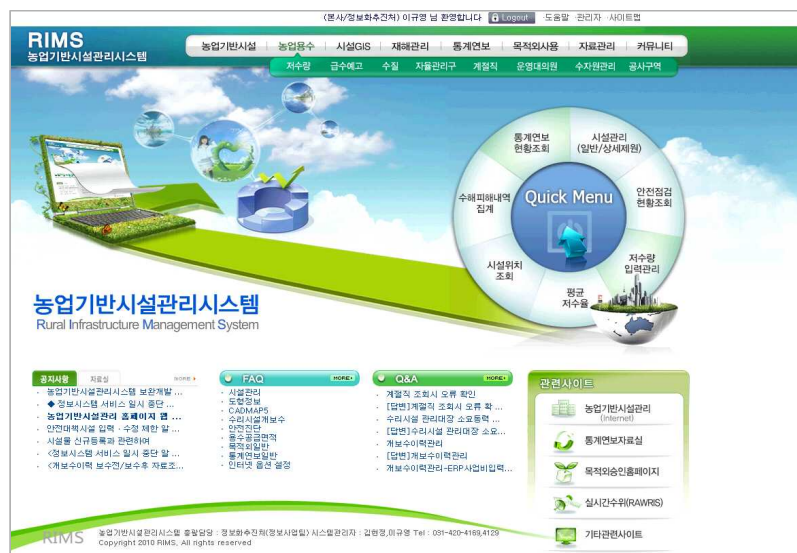 (본사/정보화추진처) 이규영 님 환영합니다 Logout ·도움말 ·관리자 ·사이트맵
RIMS
농업기반시설관리시스템
농업기반시설 농업용수 시설GIS 재해관리 통계연보 목적외사용 자료관리 커뮤니티
저수량 급수예고 수질 자율관리구 계절직 운영대의원 수자원관리 공사구역
통계연보
현황조회
시설관리
(일반/상세제원)
수해피해내역
집계
Quick Menu
안전점검
현황조회
시설위치
조회
평균
저수율
저수량
입력관리
농업기반시설관리시스템
Rural Infrastructure Management System
공지사항 자료실 MORE
· 농업기반시설관리시스템 보완개발 ...
· ◆ 정보시스템 서비스 일시 중단 ...
· 농업기반시설관리 홈페이지 맵 ...
· 안전대책시설 입력 · 수정 제한 알 ...
· 시설물 신규등록과 관련하여
· <정보시스템 서비스 일시 중단 알 ...
· <개보수이력 보수전/보수후 자료조...
FAQ MORE
· 시설관리
· 도형정보
· CADMAP5
· 수리시설개보수
· 안전진단
· 용수공급면적
· 목적외일반
· 통계연보일반
· 인터넷 옵션 설정
Q&A MORE
· 계절직 조회시 오류 확인
· [답변]계절직 조회시 오류 확 ...
· 수리시설 관리대장 소요동력 ...
· [답변]수리시설 관리대장 소요...
· 개보수이력관리
· [답변]개보수이력관리
· 개보수이력관리-ERP사업비입력...
관련사이트
농업기반시설관리
(Internet)
통계연보자료실
목적외승인홈페이지
실시간수위(RAWRIS)
기타관련사이트
RIMS
농업기반시설관리시스템 총괄담당 : 정보화추진처(정보사업팀) 시스템관리자 : 김현정,이규영 Tel : 031-420-4169,4129
Copyright 2010 RIMS, All rights reserved